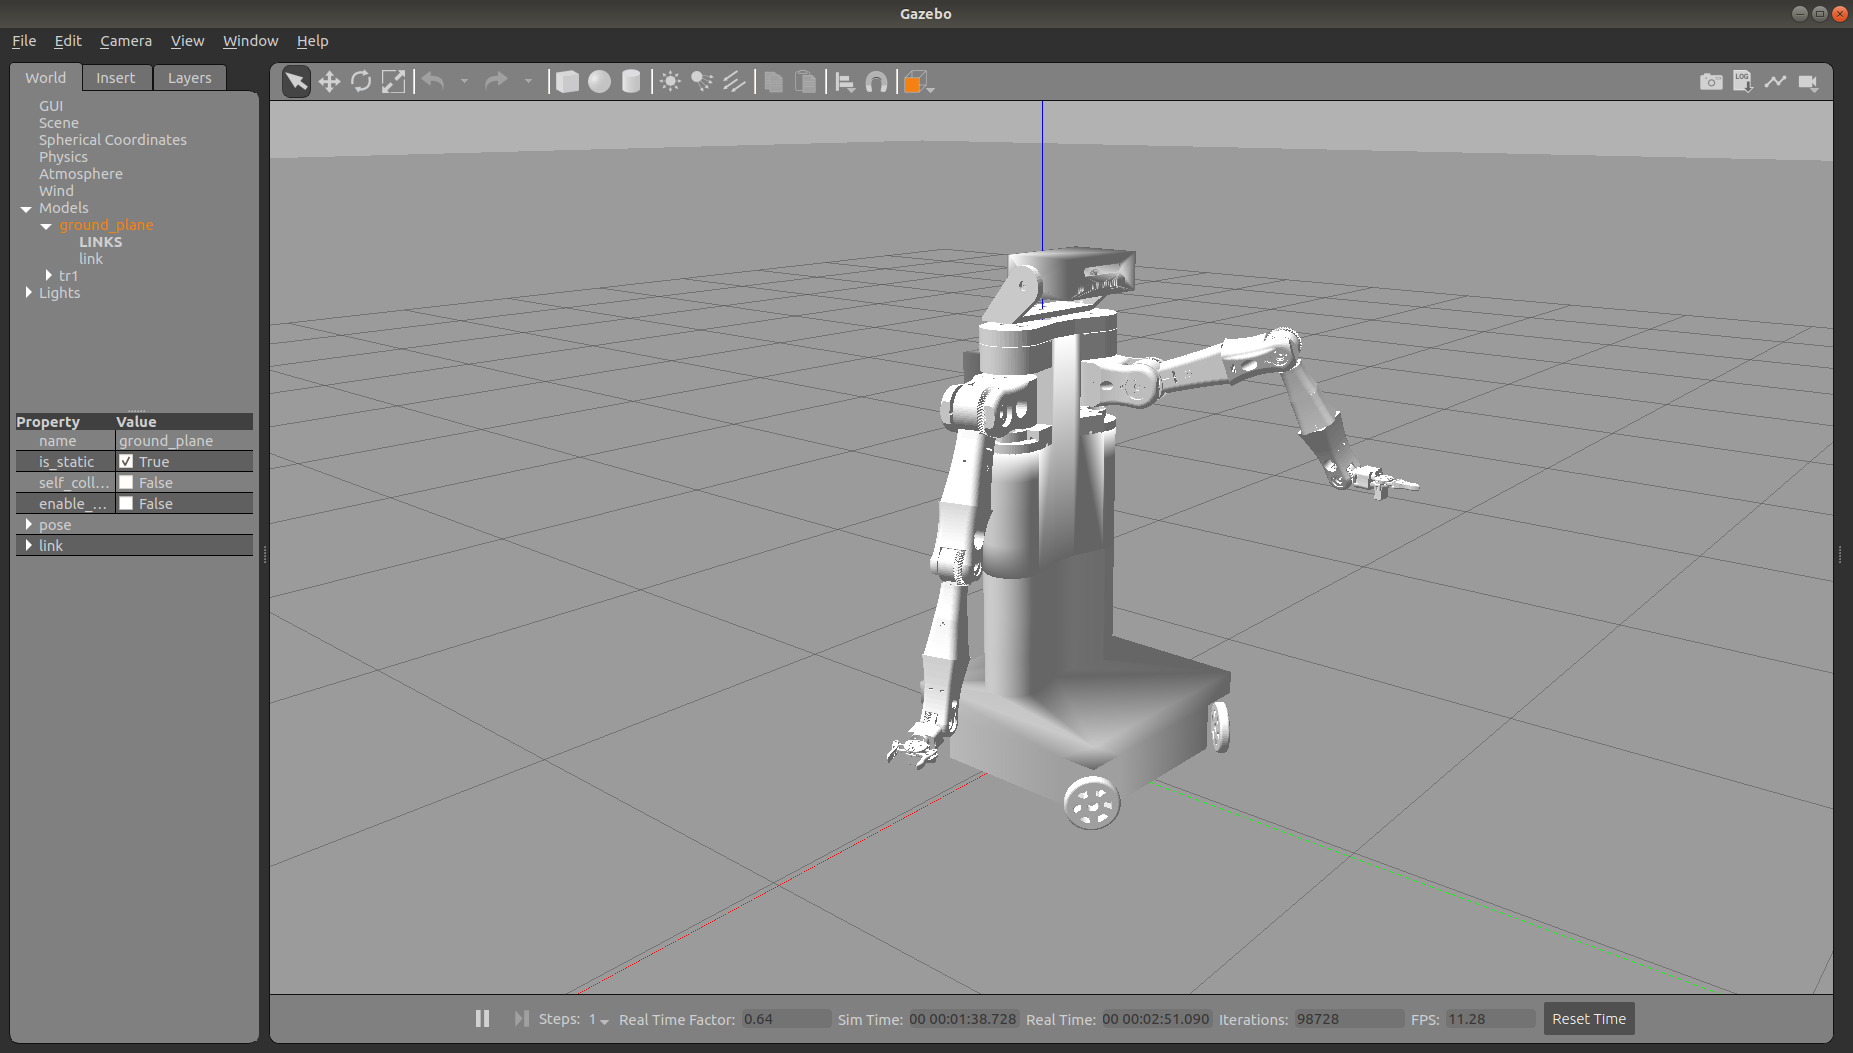 Gazebo
File Edit Camera View Window Help
World Insert Layers
LOG
GUI
Scene
Spherical Coordinates
Physics
Atmosphere
Wind
Models
ground_plane
LINKS
link
tr1
Lights
Property Value
name ground_plane
is_static True
self_coll... False
enable_... False
pose
link
Steps: 1 Real Time Factor: 0.64 Sim Time: 00 00:01:38.728 Real Time: 00 00:02:51.090 Iterations: 98728 FPS: 11.28 Reset Time